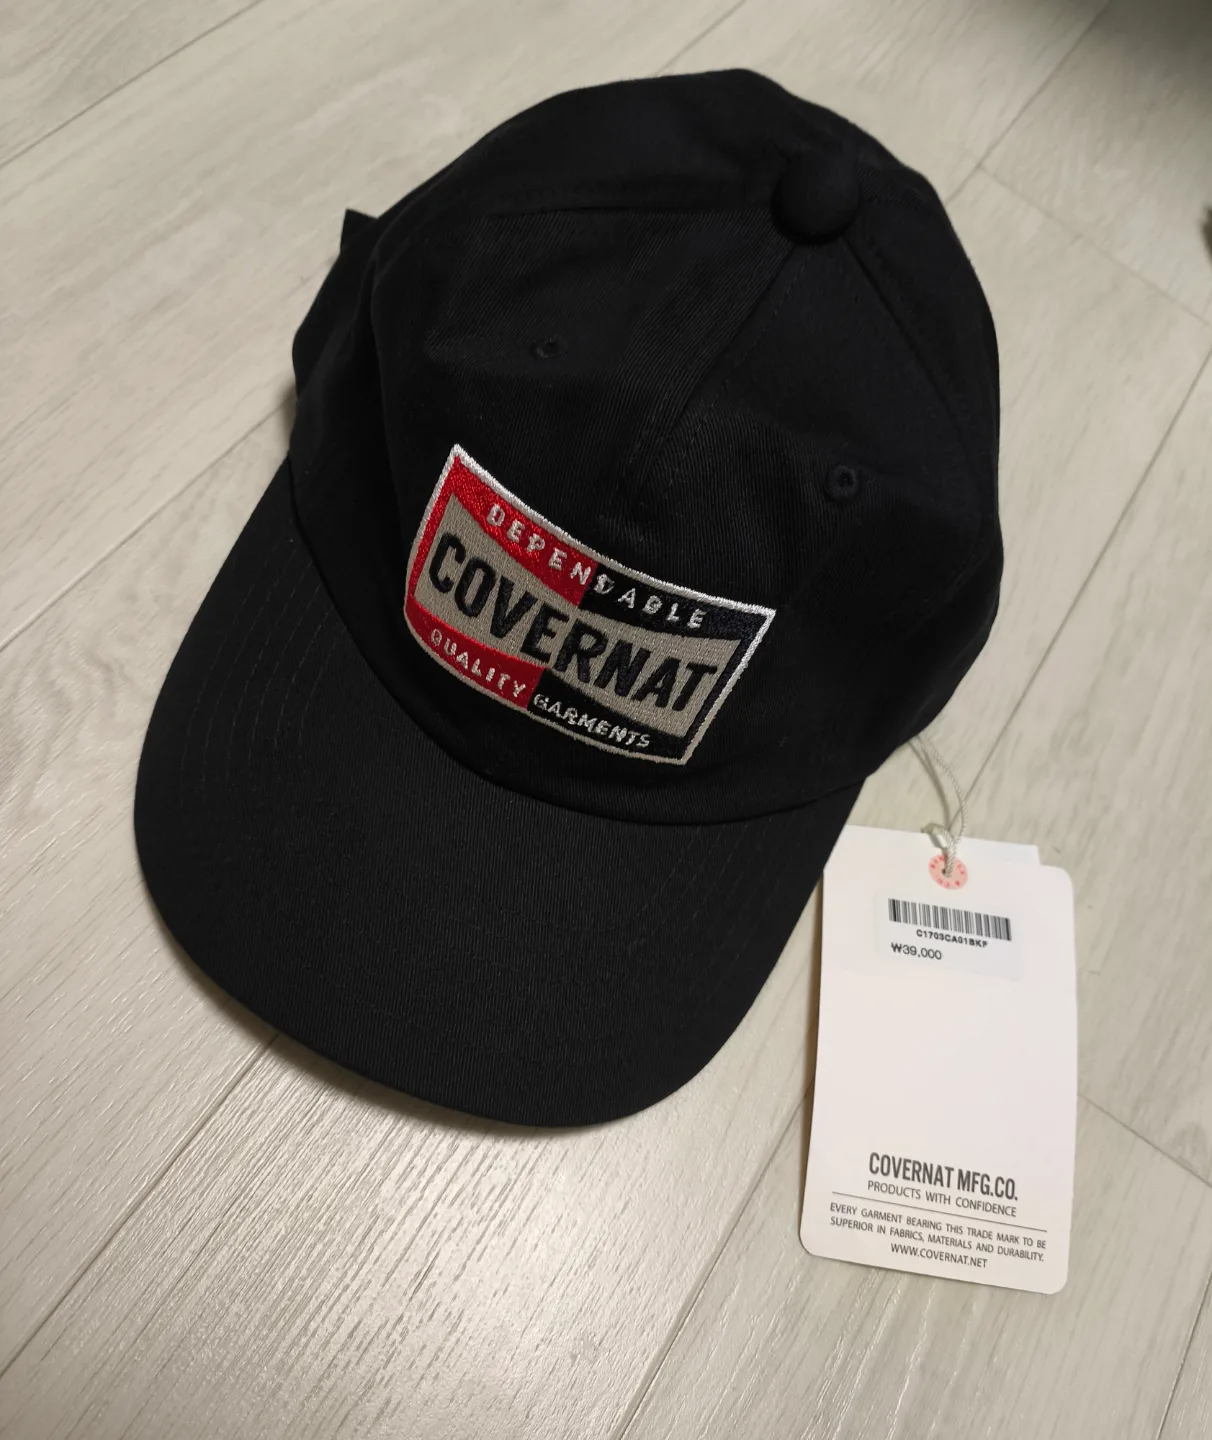 DEPENDABLE
COVERNAT
QUALITY GARMENTS
C1703CA01BKF
₩39,000
COVERNAT MFG.CO.
PRODUCTS WITH CONFIDENCE
EVERY GARMENT BEARING THIS TRADE MARK TO BE
SUPERIOR IN FABRICS, MATERIALS AND DURABILITY.
WWW.COVERNAT.NET